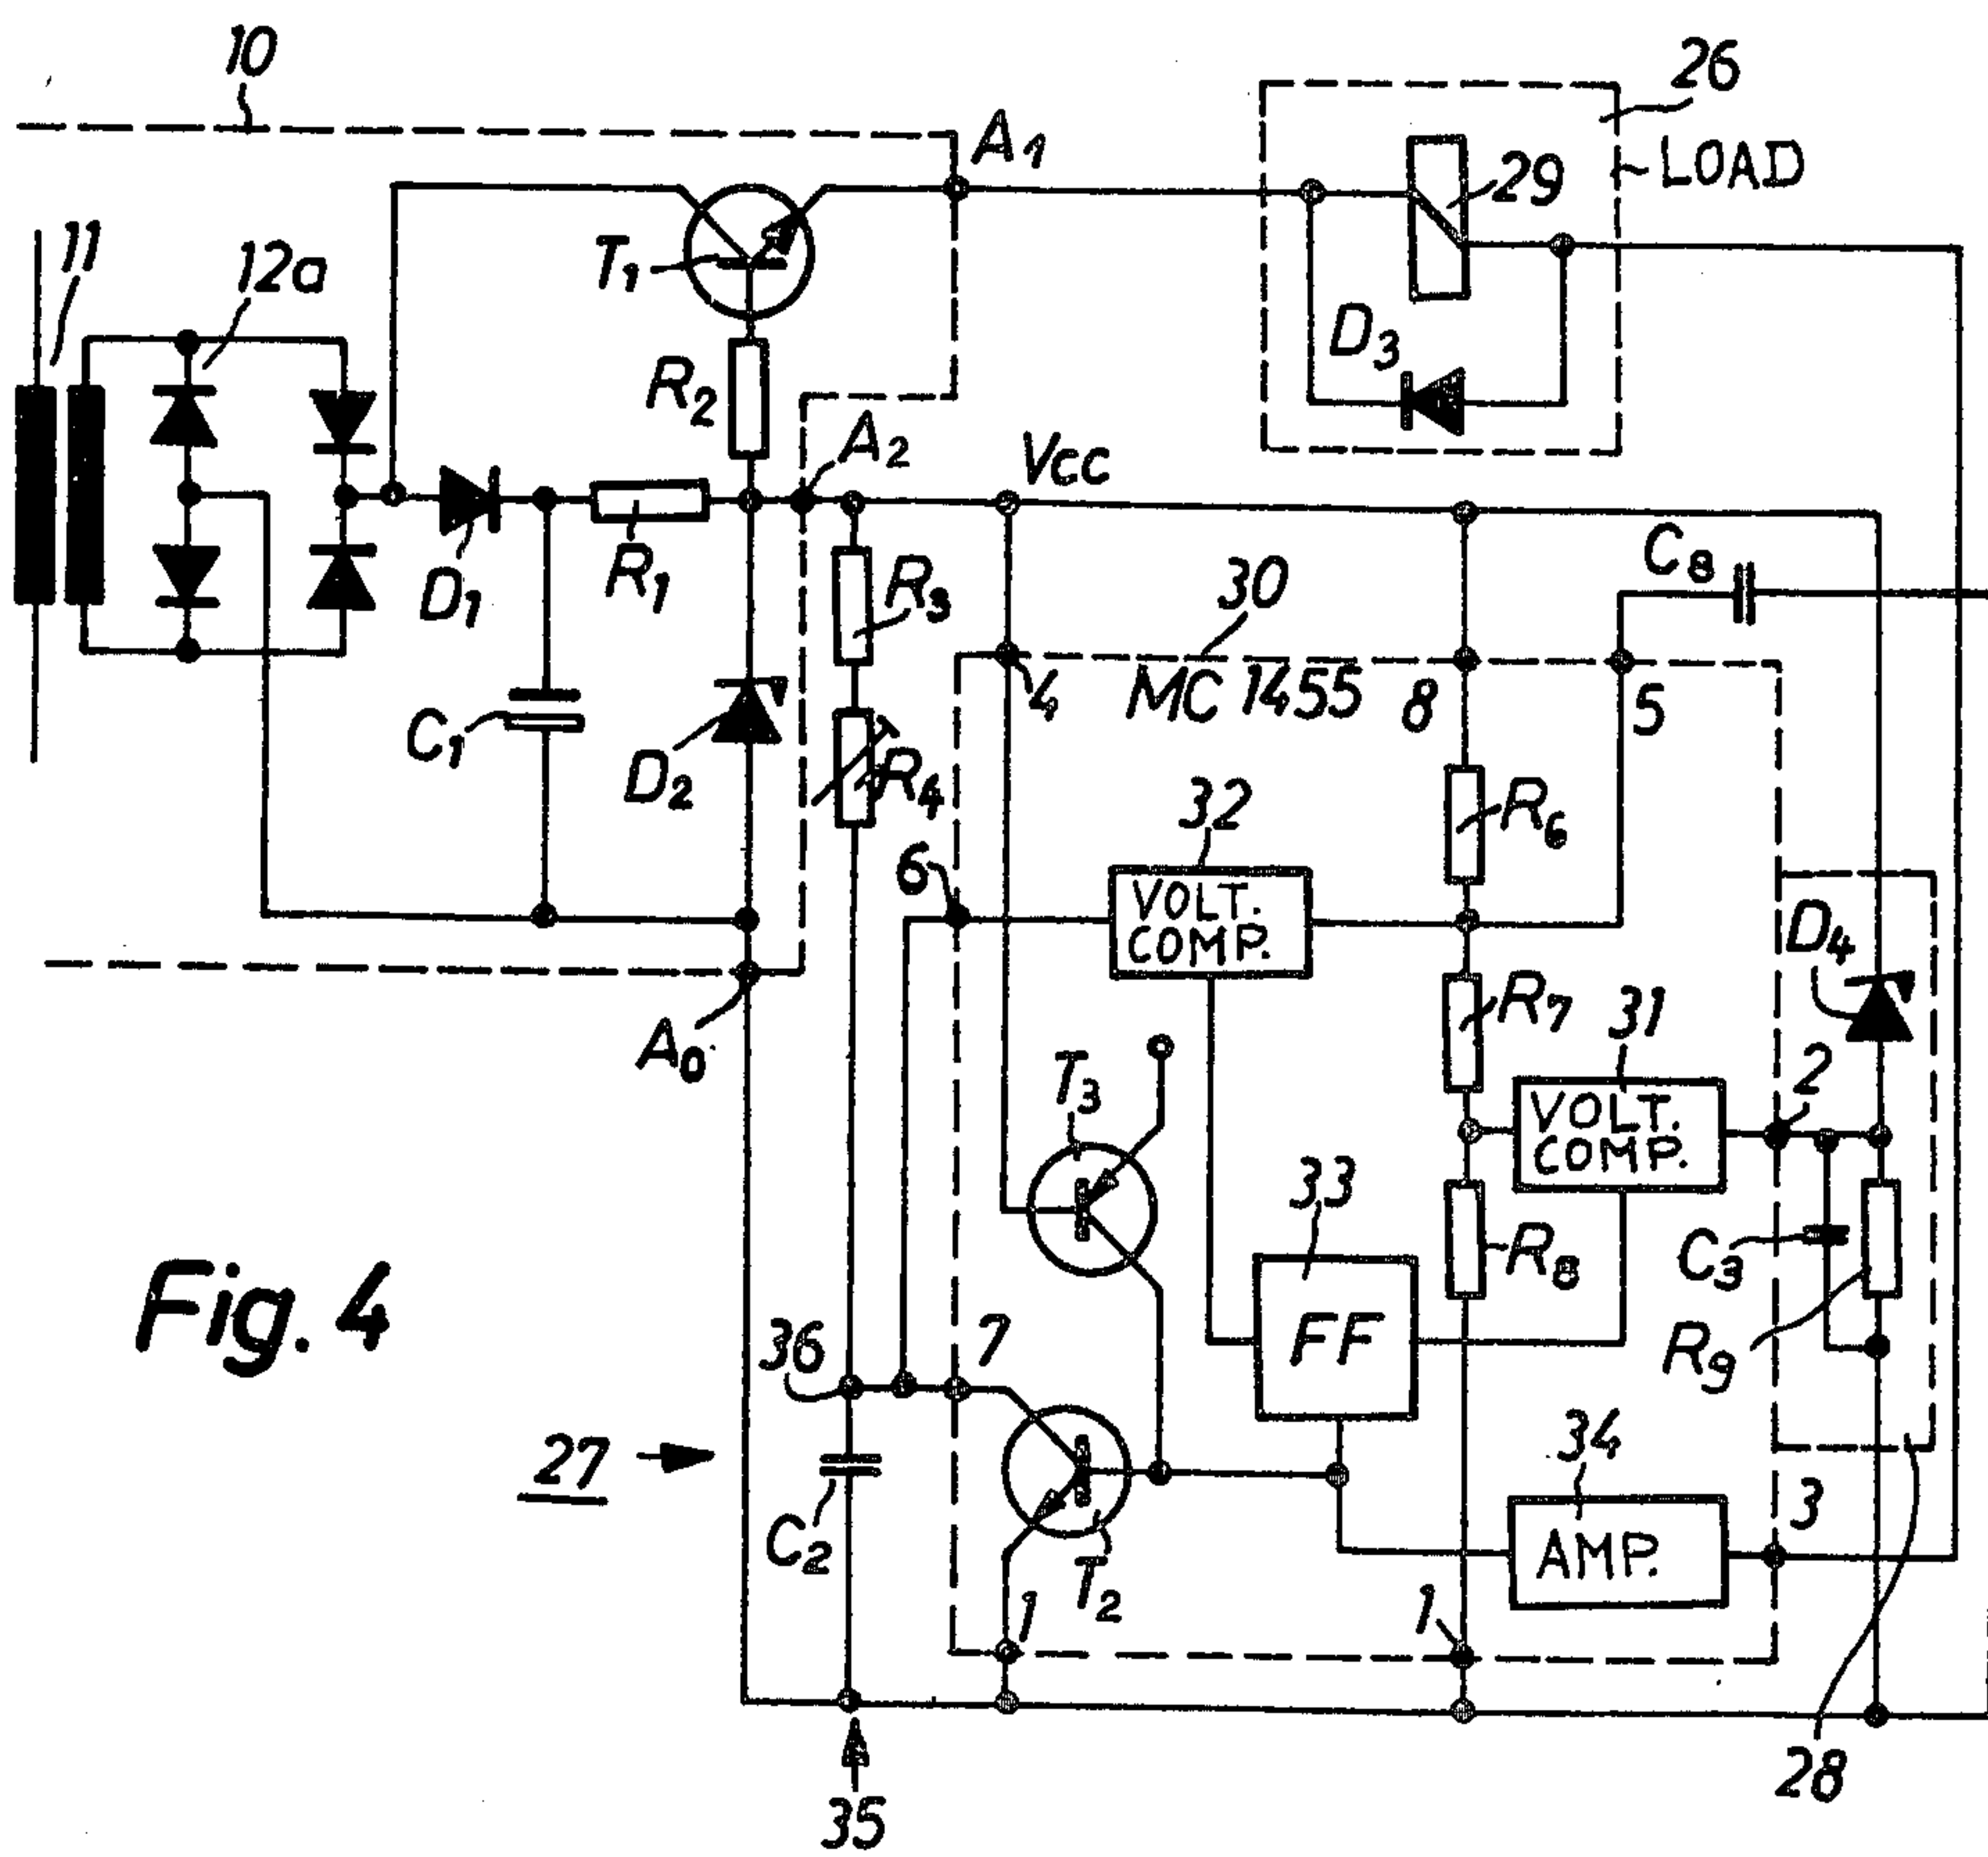 10
26
A1
LOAD
29
T1
11
12a
D3
R2
A2
Vcc
C8
D1
R1
R3
30
4
MC 1455
8
5
C1
D2
R4
32
R6
6
VOLT.
COMP.
D4
R7
31
A0
2
T3
VOLT.
COMP.
33
R8
C3
Fig. 4
FF
36
7
R9
27
34
3
C2
AMP.
T2
1
1
28
35